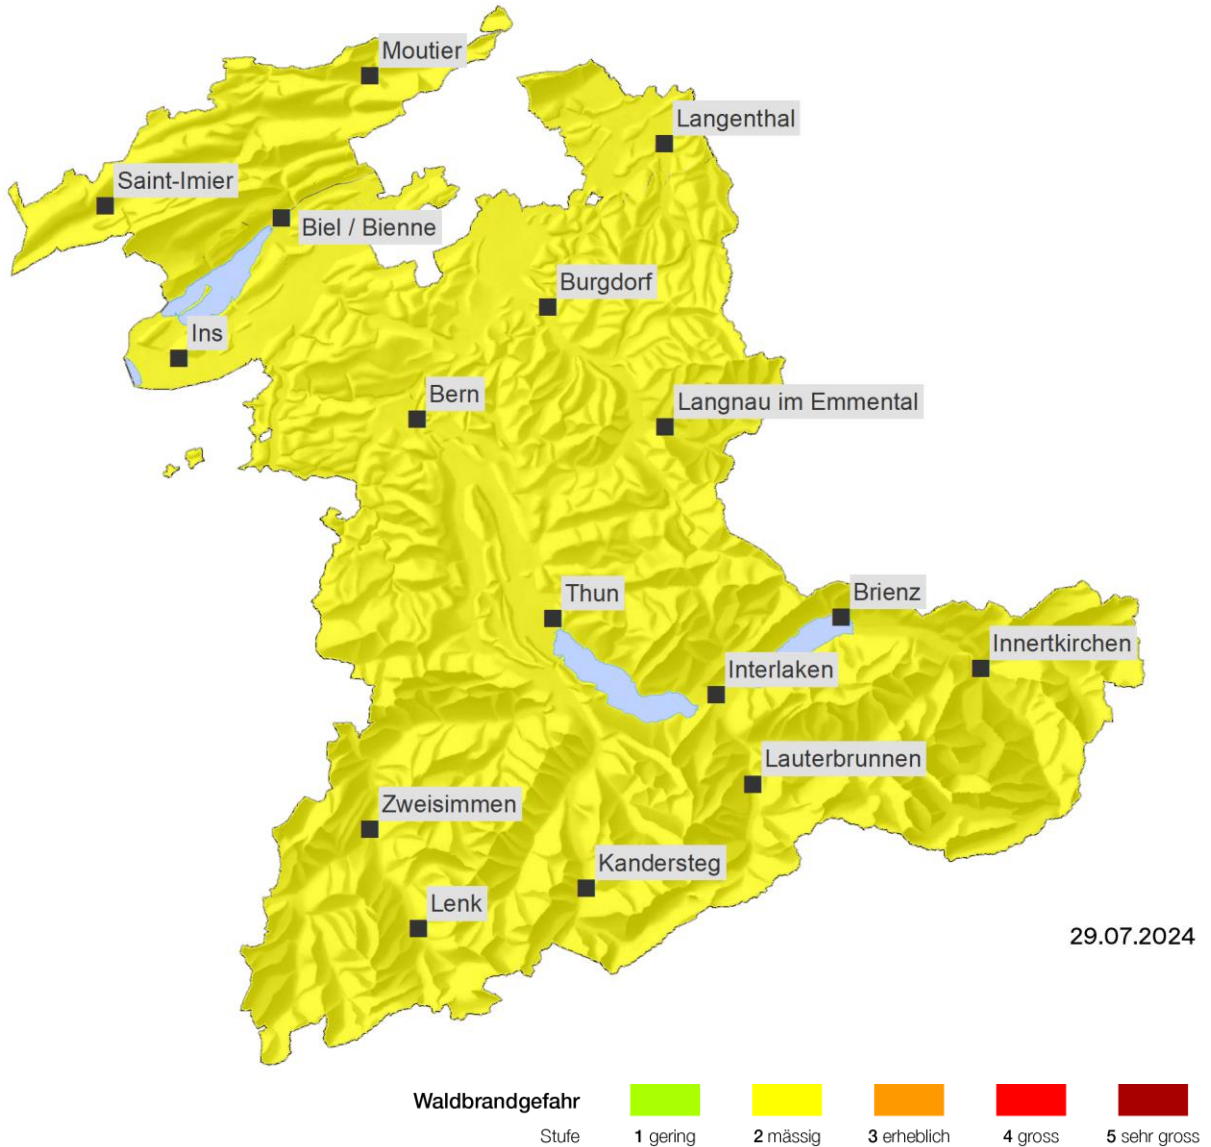 Moutier
Langenthal
Saint-Imier
Biel / Bienne
Burgdorf
Ins
Bern
Langnau im Emmental
Thun
Brienz
Innertkirchen
Interlaken
Lauterbrunnen
Zweisimmen
Kandersteg
Lenk
29.07.2024
Waldbrandgefahr
Stufe 1 gering 2 mässig 3 erheblich 4 gross 5 sehr gross